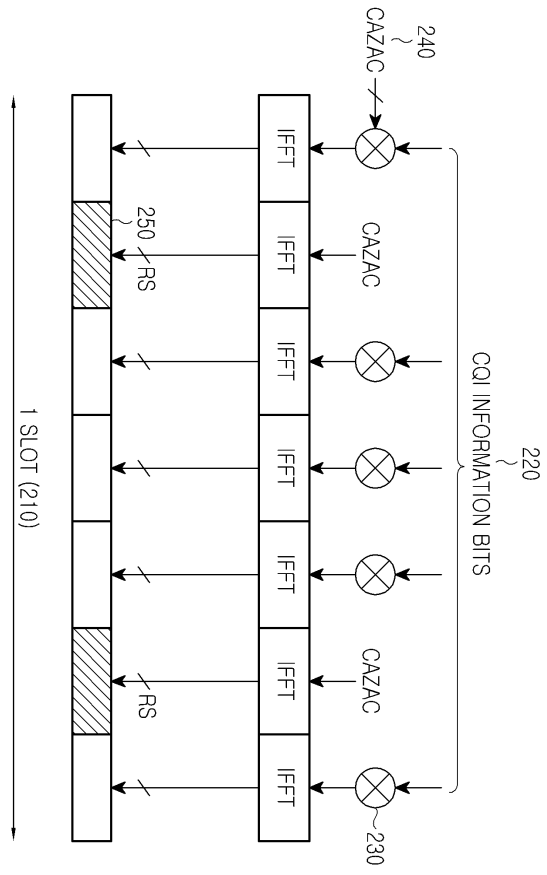 220
CQI INFORMATION BITS
240
CAZAC
CAZAC
CAZAC
230
IFFT
IFFT
IFFT
IFFT
IFFT
IFFT
IFFT
250
RS
RS
1 SLOT (210)